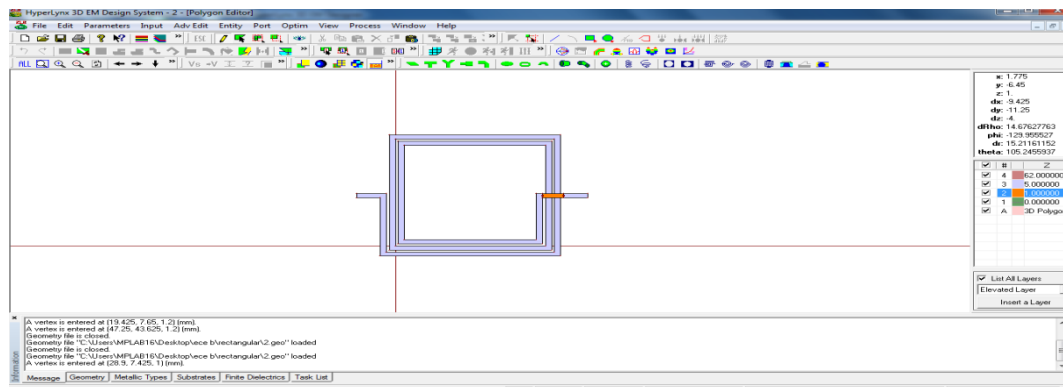 HyperLynx 3D EM Design System - 2 - [Polygon Editor]
File Edit Parameters Input Adv Edit Entity Port Optim View Process Window Help
ESC
ALL
x: 1.775
y: -6.45
z: 1.
dx: -9.425
dy: -11.25
dz: -4.
dRho: 14.67627763
phi: -129.955527
dr: 15.21161152
theta: 105.2455937
# Z
4 62.000000
3 5.000000
2 1.000000
1 0.000000
A 3D Polygo
List All Layers
Elevated Layer
Insert a Layer
A vertex is entered at (19.425, 7.65, 1.2) (mm).
A vertex is entered at (47.25, 43.625, 1.2) (mm).
Geometry file is closed.
Geometry file "C:\Users\MPLAB16\Desktop\ece b\rectangular\2.geo" loaded
Geometry file is closed.
Geometry file "C:\Users\MPLAB16\Desktop\ece b\rectangular\2.geo" loaded
A vertex is entered at (28.9, 7.425, 1) (mm).
Information
Message Geometry Metallic Types Substrates Finite Dielectrics Task List